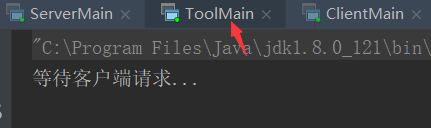 ServerMain ToolMain ClientMain
"C:\Program Files\Java\jdk1.8.0_121\bin\
等待客户端请求...